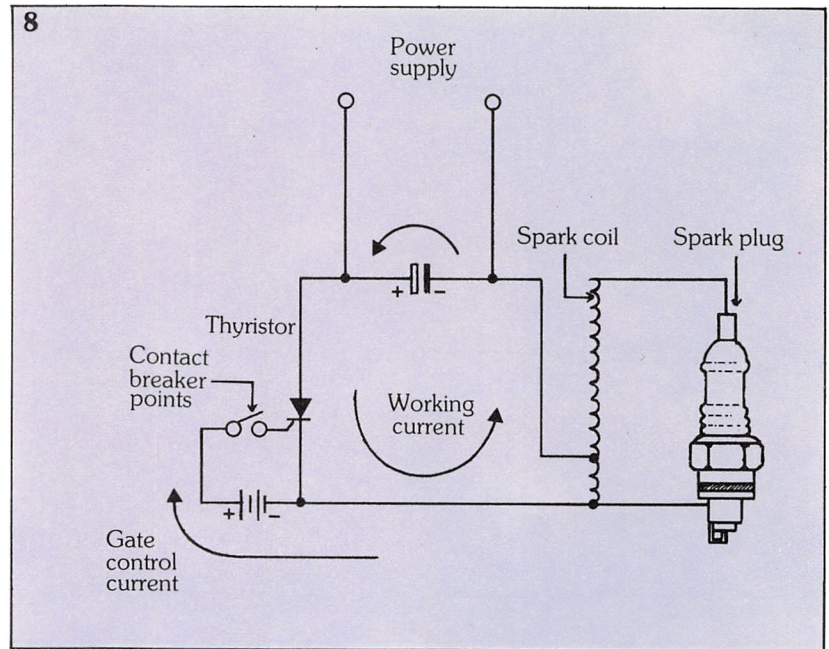 8
Power
supply
Spark coil
Spark plug
+
–
Thyristor
Contact
breaker
points
Working
current
+
–
Gate
control
current